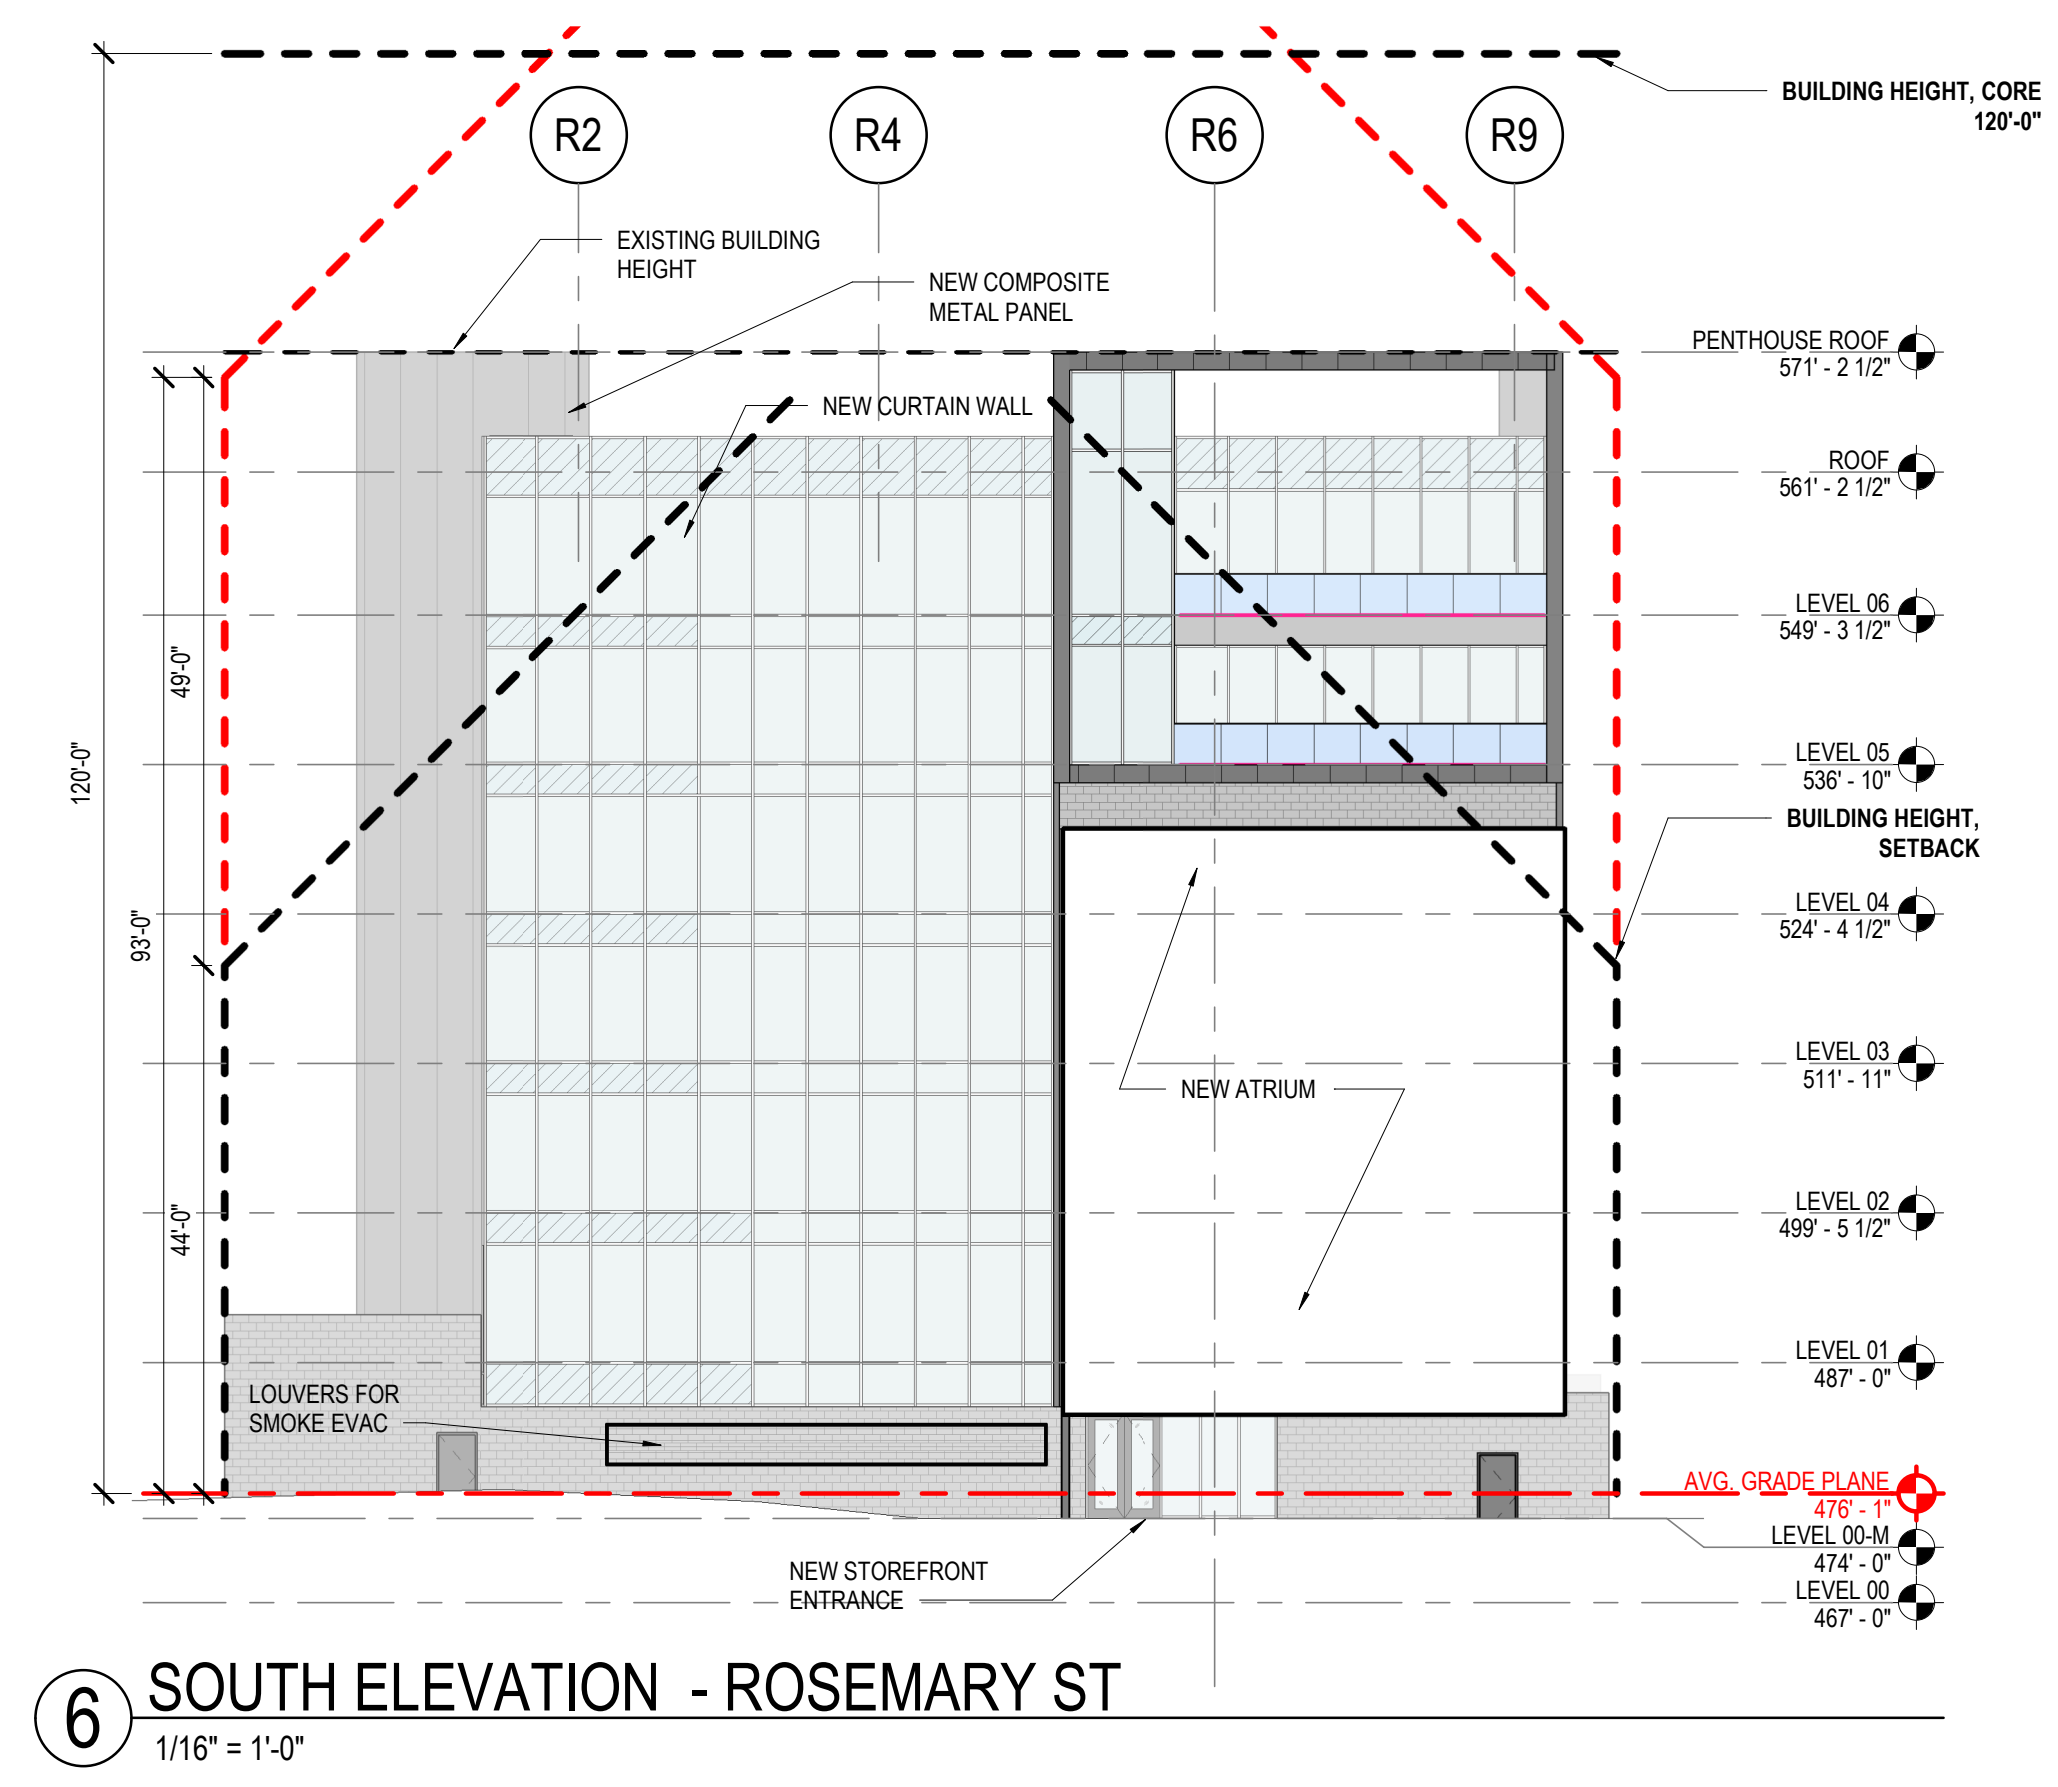 BUILDING HEIGHT, CORE
120'-0"
R2
R4
R6
R9
EXISTING BUILDING
HEIGHT
NEW COMPOSITE
METAL PANEL
NEW CURTAIN WALL
PENTHOUSE ROOF
571' - 2 1/2"
ROOF
561' - 2 1/2"
LEVEL 06
549' - 3 1/2"
49'-0"
120'-0"
LEVEL 05
536' - 10"
BUILDING HEIGHT,
SETBACK
93'-0"
LEVEL 04
524' - 4 1/2"
LEVEL 03
511' - 11"
NEW ATRIUM
44'-0"
LEVEL 02
499' - 5 1/2"
LEVEL 01
487' - 0"
LOUVERS FOR
SMOKE EVAC
AVG. GRADE PLANE
476' - 1"
LEVEL 00-M
474' - 0"
NEW STOREFRONT
ENTRANCE
LEVEL 00
467' - 0"
6
SOUTH ELEVATION - ROSEMARY ST
1/16" = 1'-0"